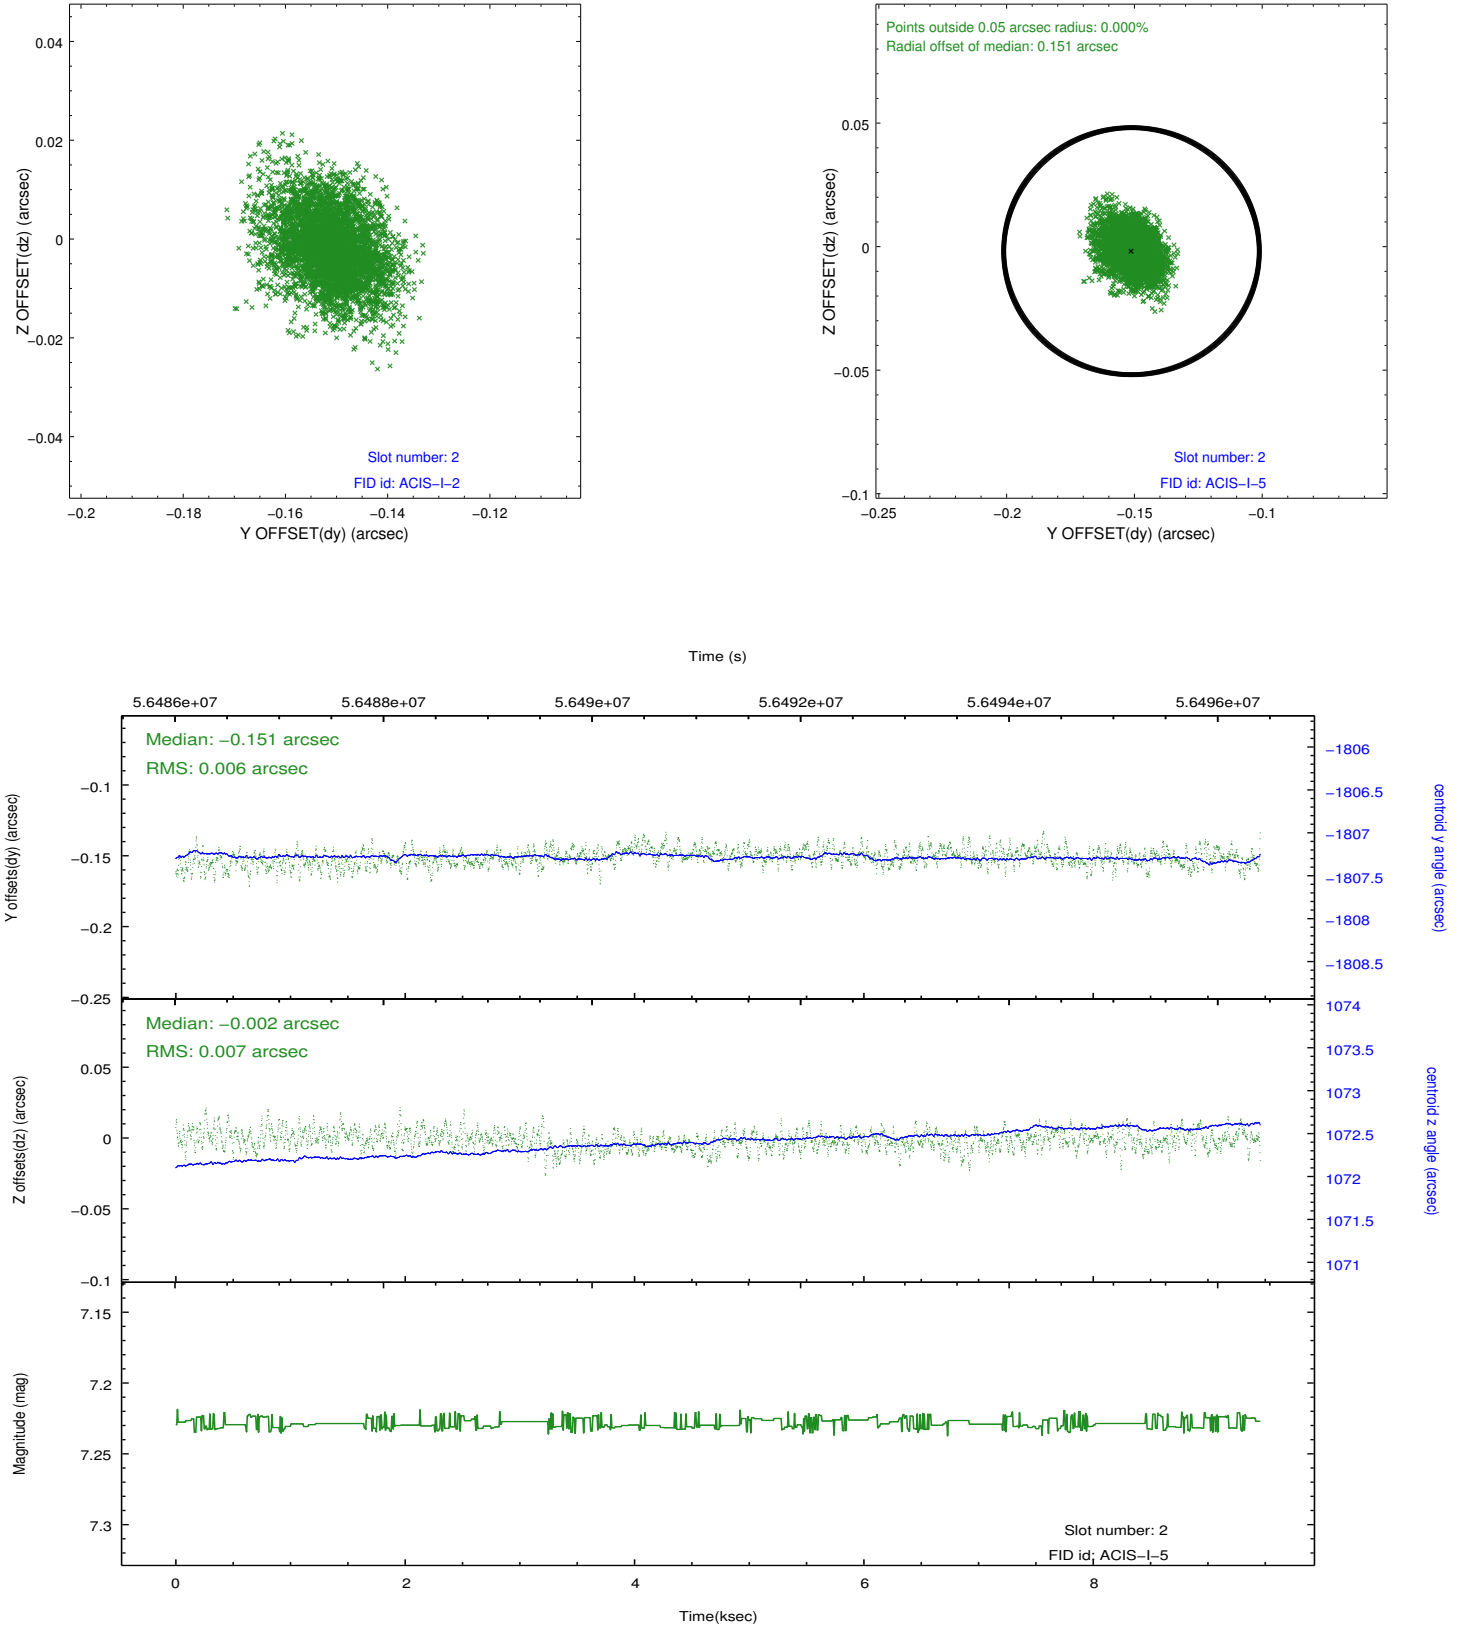 0.04
0.02
0
−0.02
−0.04
Z OFFSET(dz) (arcsec)
Slot number: 2
FID id: ACIS−I−2
−0.2
−0.18
−0.16
−0.14
−0.12
Y OFFSET(dy) (arcsec)
Points outside 0.05 arcsec radius: 0.000%
Radial offset of median: 0.151 arcsec
0.05
0
−0.05
−0.1
Z OFFSET(dz) (arcsec)
Slot number: 2
FID id: ACIS−I−5
−0.25
−0.2
−0.15
−0.1
Y OFFSET(dy) (arcsec)
Time (s)
5.6486e+07
5.6488e+07
5.649e+07
5.6492e+07
5.6494e+07
5.6496e+07
Median: −0.151 arcsec
RMS: 0.006 arcsec
−0.1
−0.15
−0.2
−0.25
Y offsets(dy) (arcsec)
−1806
−1806.5
−1807
−1807.5
−1808
−1808.5
centroid y angle (arcsec)
Median: −0.002 arcsec
RMS: 0.007 arcsec
0.05
0
−0.05
−0.1
Z offsets(dz) (arcsec)
1074
1073.5
1073
1072.5
1072
1071.5
1071
centroid z angle (arcsec)
7.15
7.2
7.25
7.3
Magnitude (mag)
Slot number: 2
FID id; ACIS−I−5
0
2
4
6
8
Time(ksec)